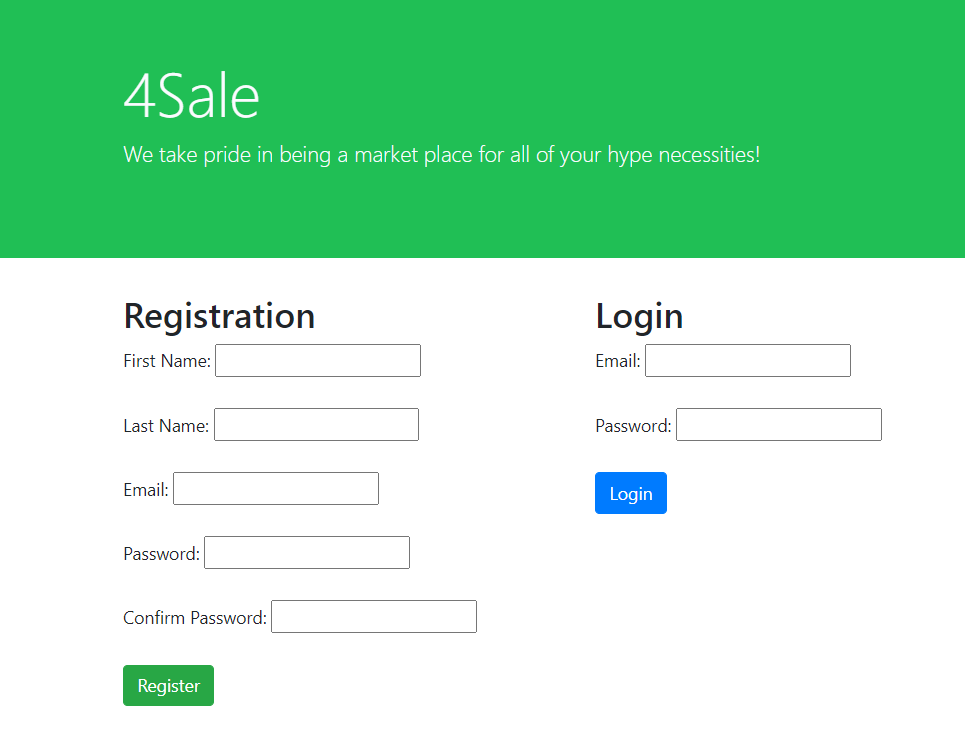 4Sale
We take pride in being a market place for all of your hype necessities!
Registration
First Name:
Last Name:
Email:
Password:
Confirm Password:
Register
Login
Email:
Password:
Login